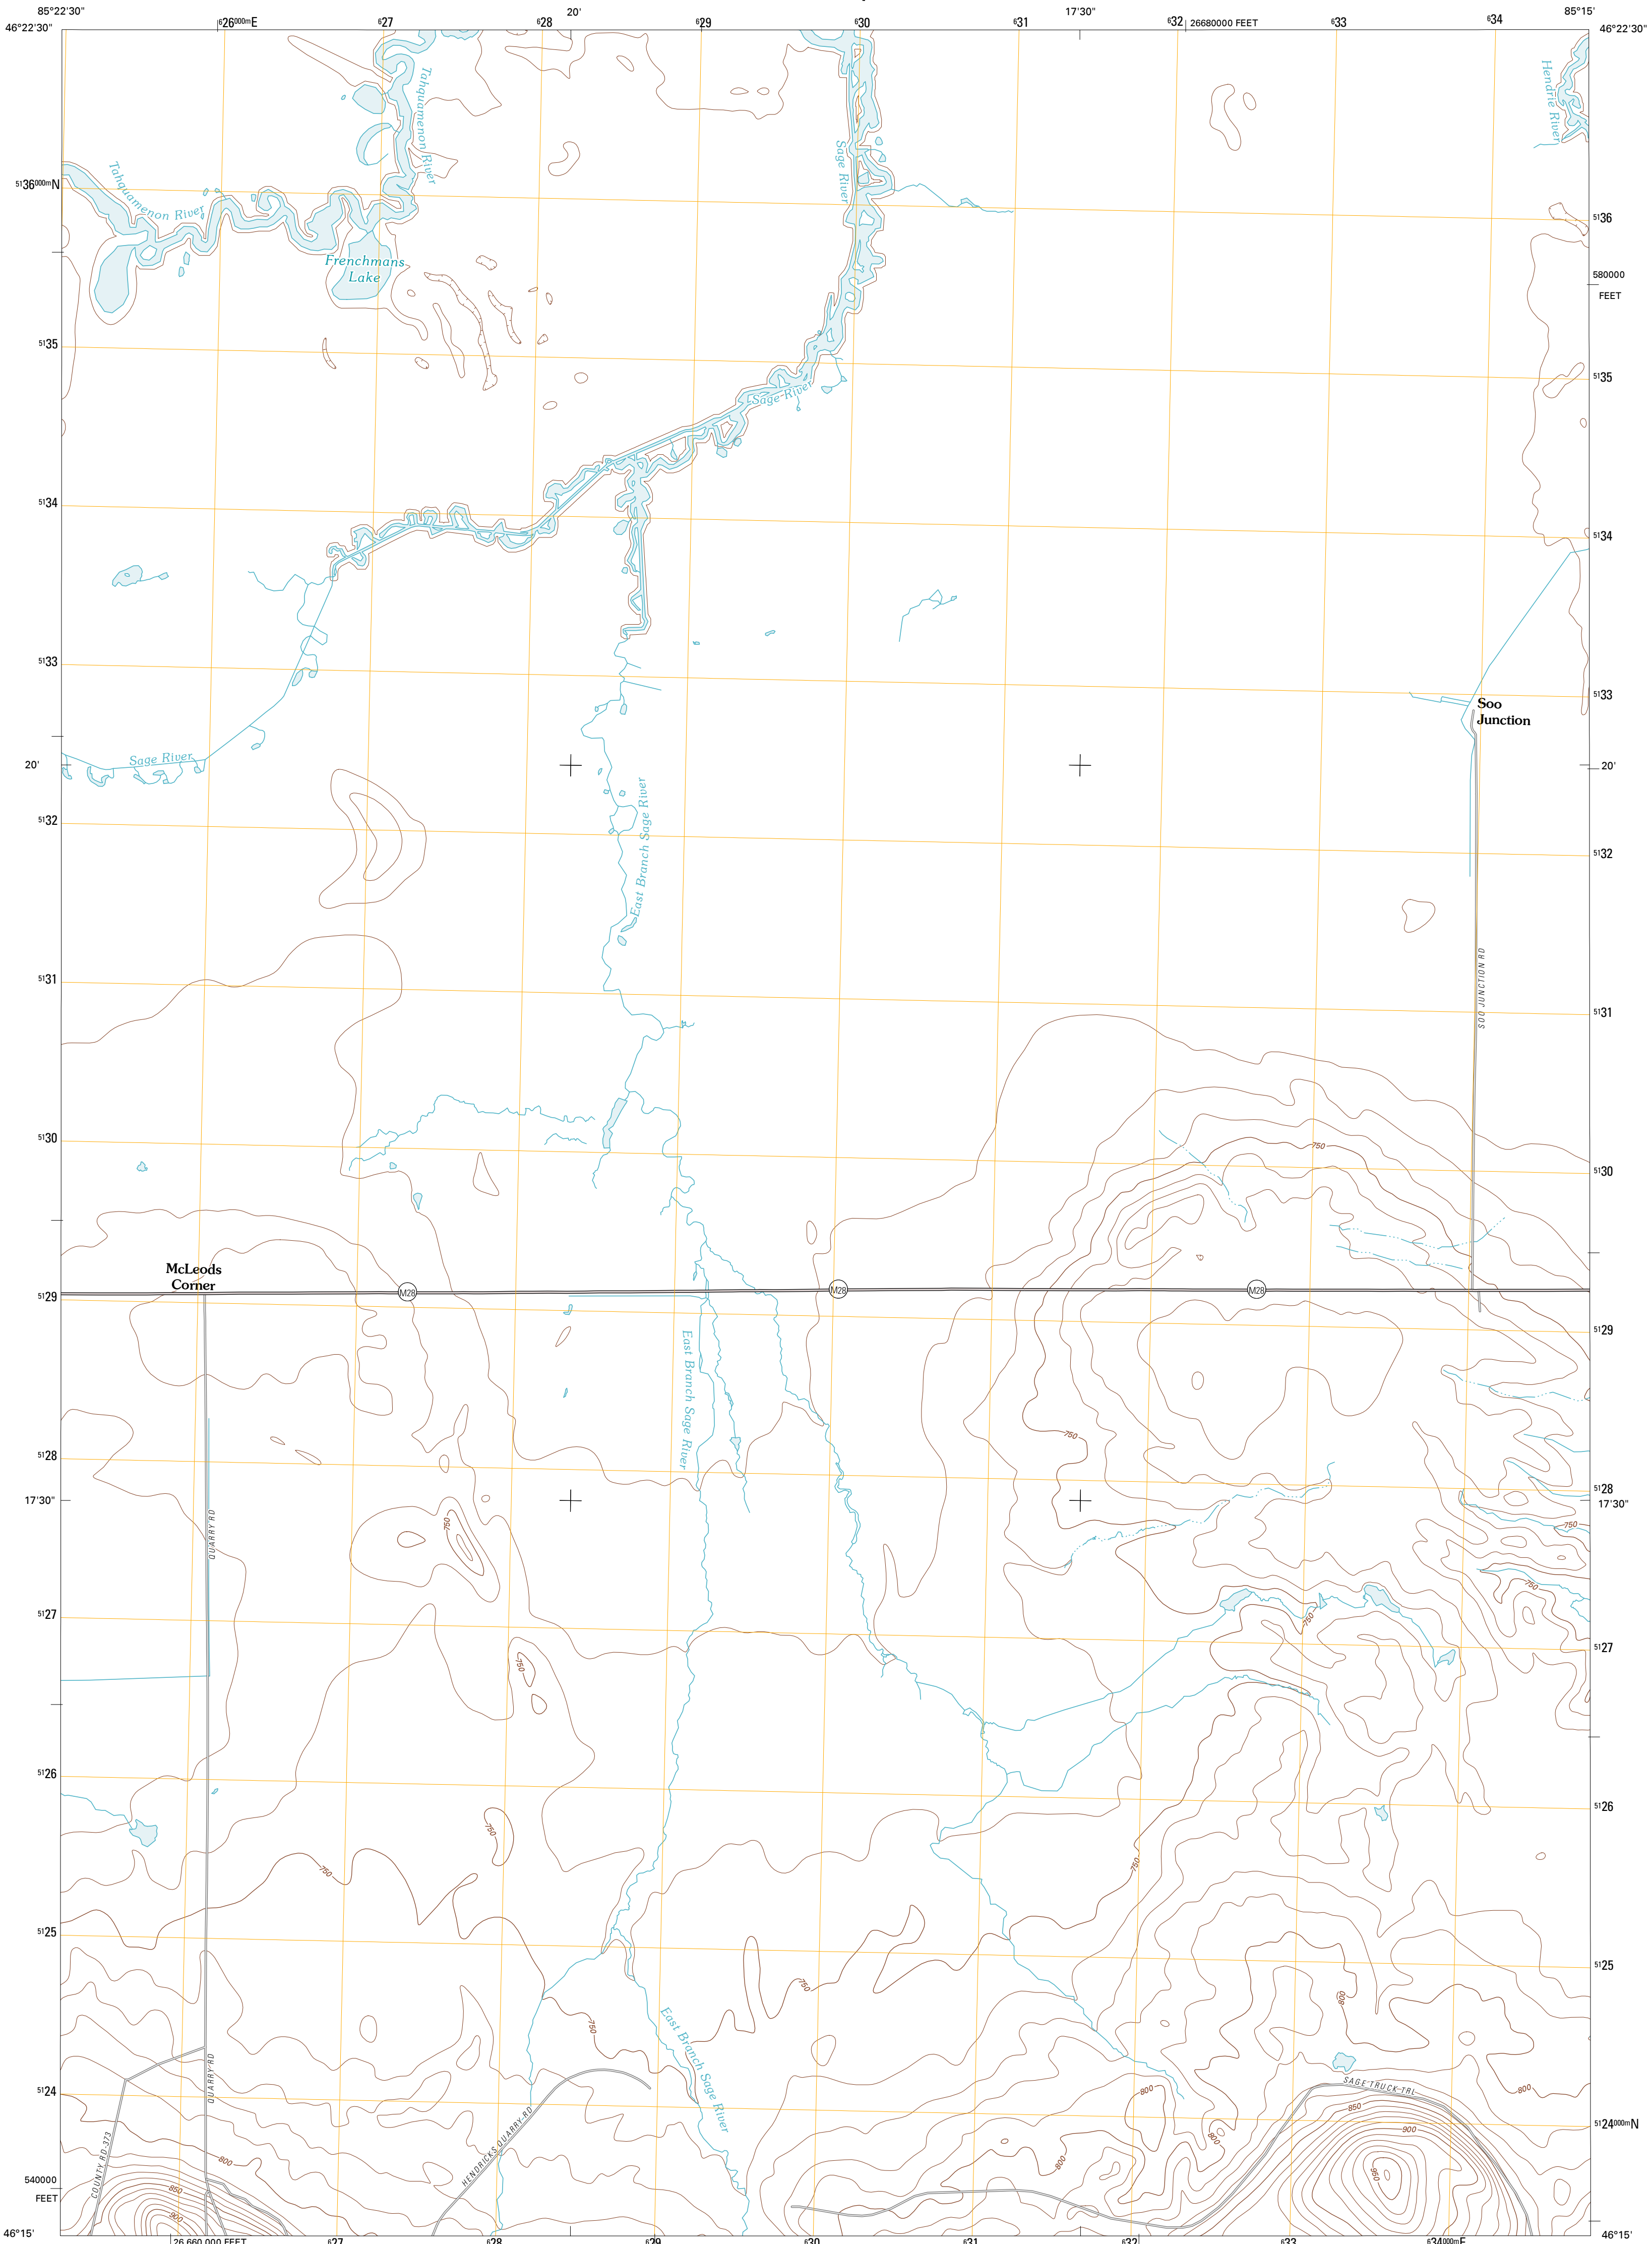 85°22'30"
626000mE
627
628
20'
629
630
631
17'30"
632
26680000 FEET
633
634
85°15'
46°22'30"
46°22'30"
Tahquamenon River
Hendrie River
Sage River
Tahquamenon River
5136000mN
5136
Frenchmans
Lake
580000
FEET
5135
5135
Sage River
5134
5134
5133
5133
Soo
Junction
Sage River
20'
20'
East Branch Sage River
5132
5132
5131
5131
SOO JUNCTION RD
5130
750
5130
McLeods
Corner
M28
M28
M28
5129
5129
East Branch Sage River
750
5128
5128
17'30"
17'30"
QUARRY RD
750
750
750
5127
750
5127
750
5126
5126
750
750
750
5125
5125
750
800
750
East Branch Sage River
QUARRY RD
SAGE TRUCK TRL
5124
800
800
850
5124000mN
HENDRICKS QUARRY RD
900
800
COUNTY RD 373
800
800
950
540000
FEET
850
900
46°15'
46°15'
26 660 000 FEET
627
628
629
630
631
632
633
634000mE